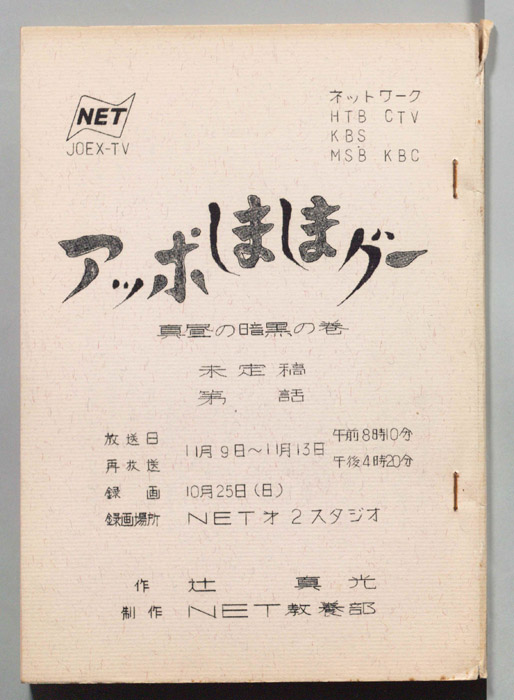 NET
JOEX-TV
ネットワーク
HTB CTV
KBS
MSB KBC
アッポしましまグー
真昼の暗黒の巻
未定稿
第 話
放送日 11月9日～11月13日 午前8時10分
再放送 午後4時20分
録画 10月25日(日)
録画場所 NET才2スタジオ
作 辻 真光
制作 NET教養部